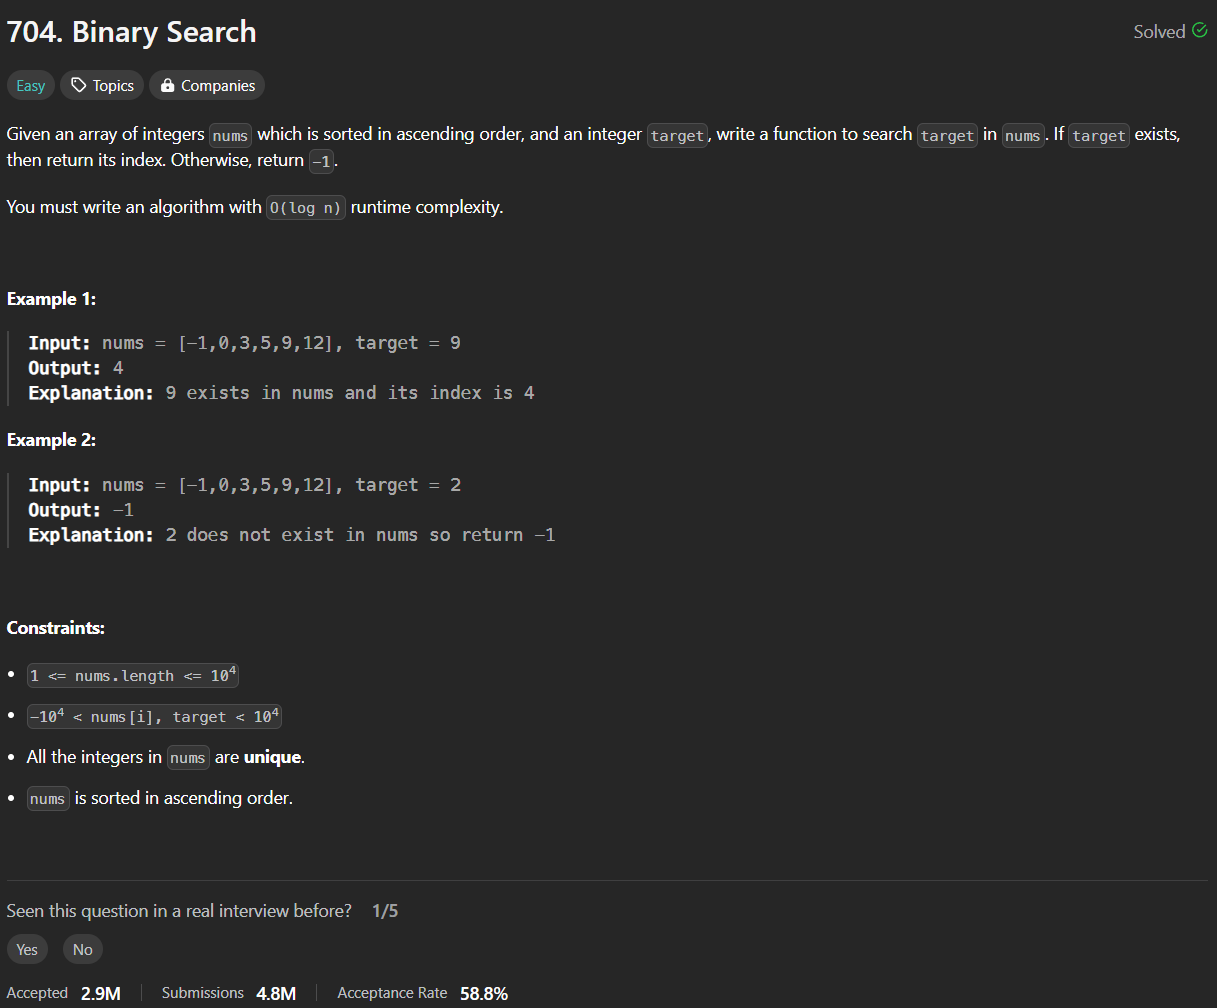 704. Binary Search
Solved
Easy
Topics
Companies
Given an array of integers nums which is sorted in ascending order, and an integer target, write a function to search target in nums. If target exists,
then return its index. Otherwise, return -1.
You must write an algorithm with O(log n) runtime complexity.
Example 1:
Input: nums = [-1,0,3,5,9,12], target = 9
Output: 4
Explanation: 9 exists in nums and its index is 4
Example 2:
Input: nums = [-1,0,3,5,9,12], target = 2
Output: -1
Explanation: 2 does not exist in nums so return -1
Constraints:
• 1 <= nums.length <= 10⁴
• -10⁴ < nums[i], target < 10⁴
• All the integers in nums are unique.
• nums is sorted in ascending order.
Seen this question in a real interview before? 1/5
Yes No
Accepted 2.9M | Submissions 4.8M | Acceptance Rate 58.8%